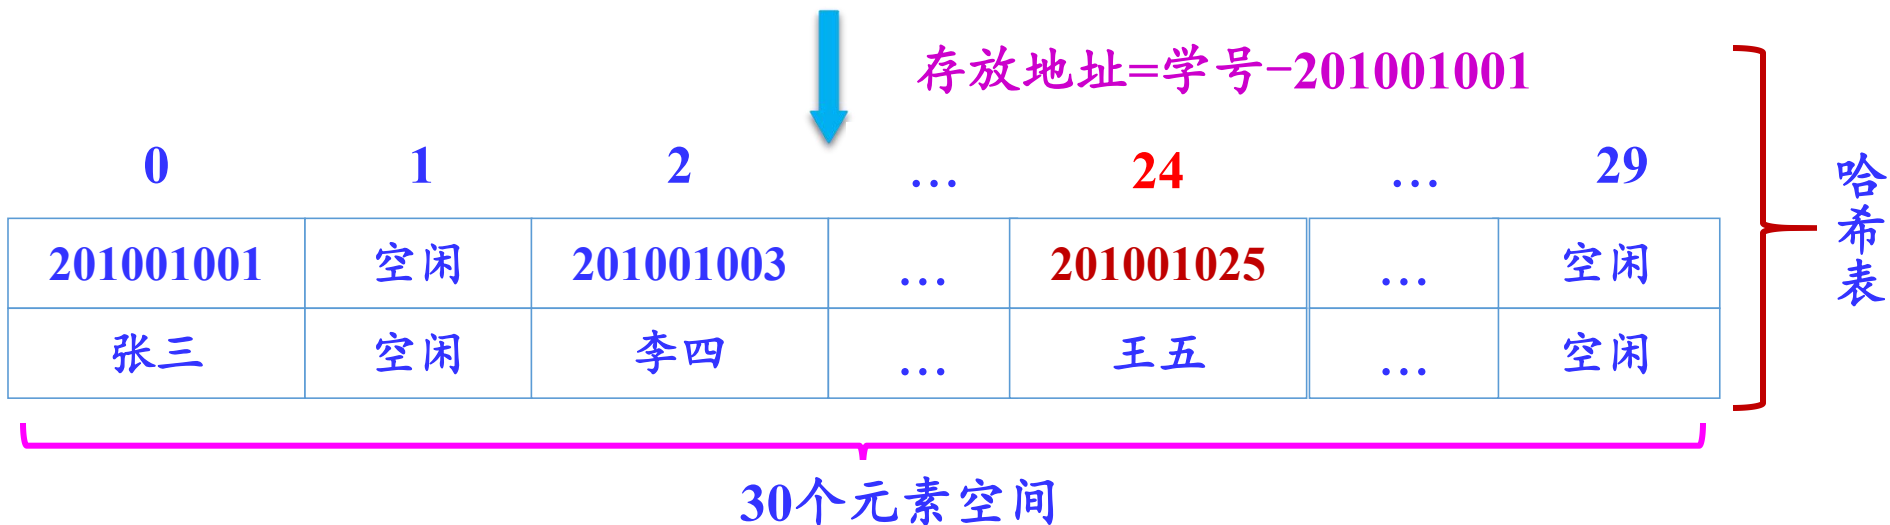 存放地址=学号-201001001
0 1 2 … 24 … 29
201001001 空闲 201001003 … 201001025 … 空闲
张三 空闲 李四 … 王五 … 空闲
哈希表
30个元素空间